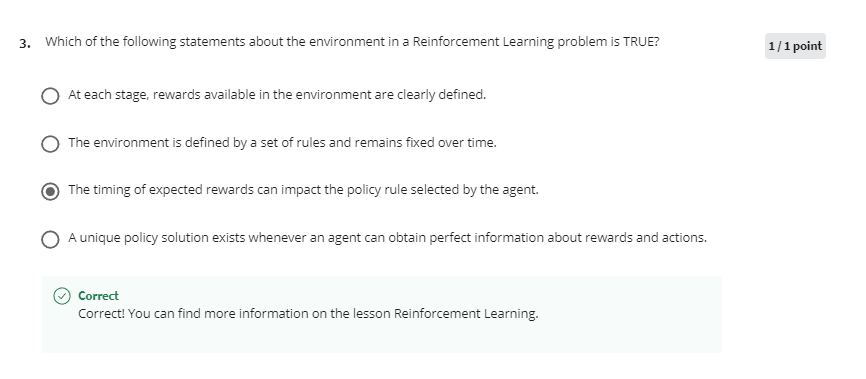 3. Which of the following statements about the environment in a Reinforcement Learning problem is TRUE?
1 / 1 point
At each stage, rewards available in the environment are clearly defined.
The environment is defined by a set of rules and remains fixed over time.
The timing of expected rewards can impact the policy rule selected by the agent.
A unique policy solution exists whenever an agent can obtain perfect information about rewards and actions.
Correct
Correct! You can find more information on the lesson Reinforcement Learning.